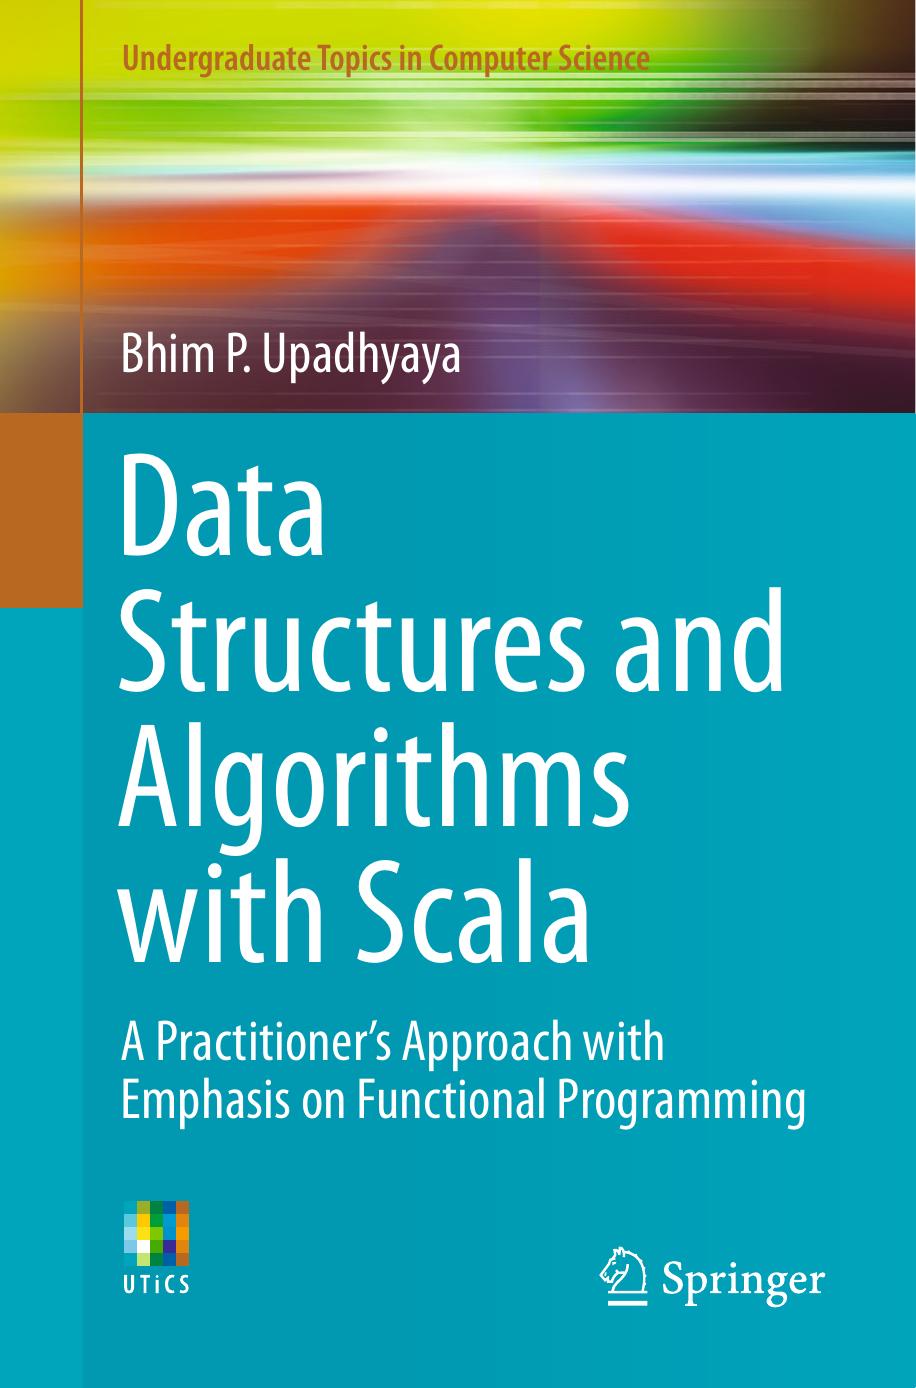 Undergraduate Topics in Computer Science
Bhim P. Upadhyaya
Data
Structures and
Algorithms
with Scala
A Practitioner’s Approach with
Emphasis on Functional Programming
UTiCS
Springer